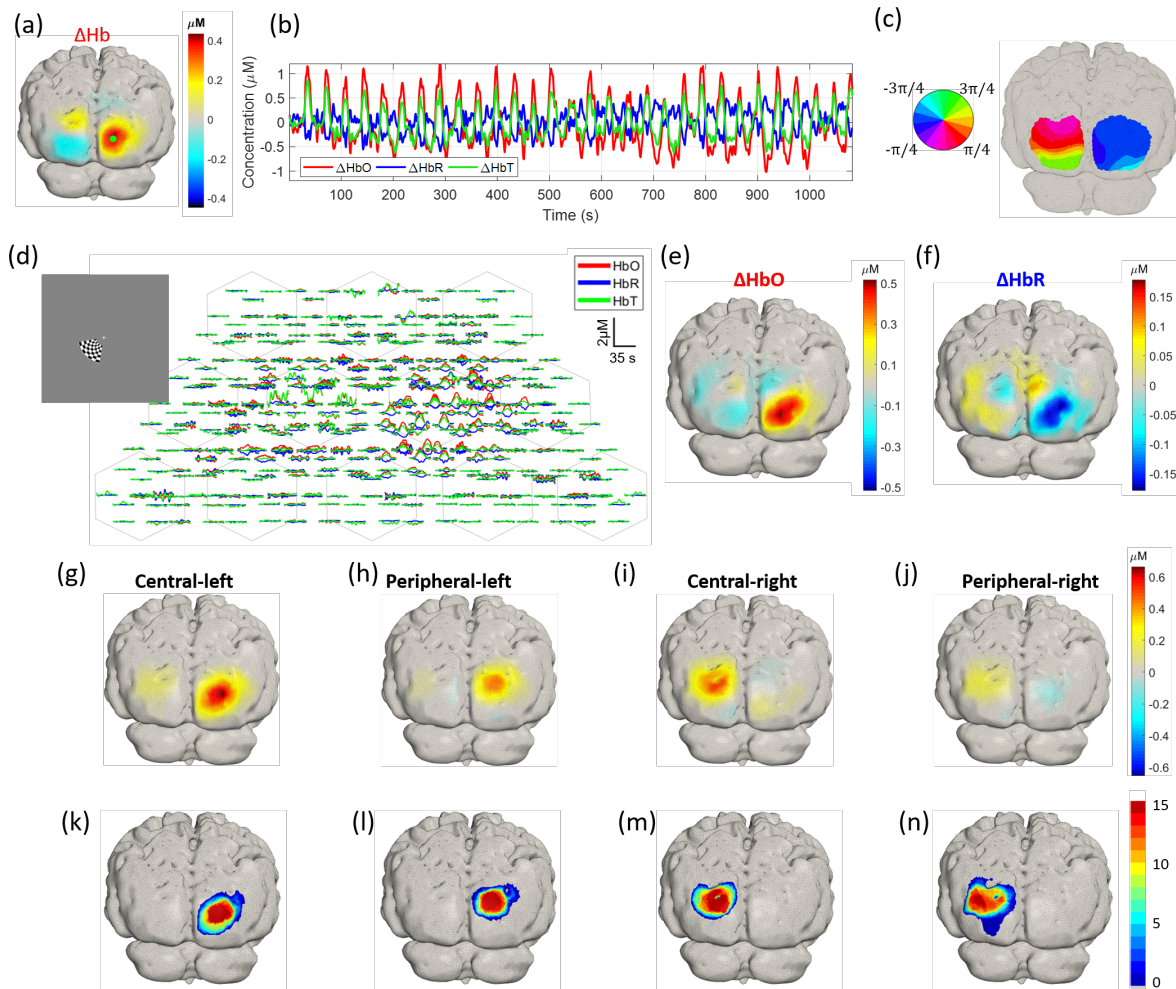 (a)
ΔHb
μM
0.4
0.2
0
-0.2
-0.4
(b)
Concentration (μM)
1
0.5
0
-0.5
-1
ΔHbO ΔHbR ΔHbT
100 200 300 400 500 600 700 800 900 1000
Time (s)
(c)
-3π/4 3π/4
-π/4 π/4
(d)
HbO
HbR
HbT
2μM
35 s
(e)
ΔHbO
μM
0.5
0.3
0.1
-0.1
-0.3
-0.5
(f)
ΔHbR
μM
0.15
0.1
0.05
0
-0.05
-0.1
-0.15
(g)
Central-left
(h)
Peripheral-left
(i)
Central-right
(j)
Peripheral-right
μM
0.6
0.4
0.2
0
-0.2
-0.4
-0.6
(k)
(l)
(m)
(n)
15
10
5
0